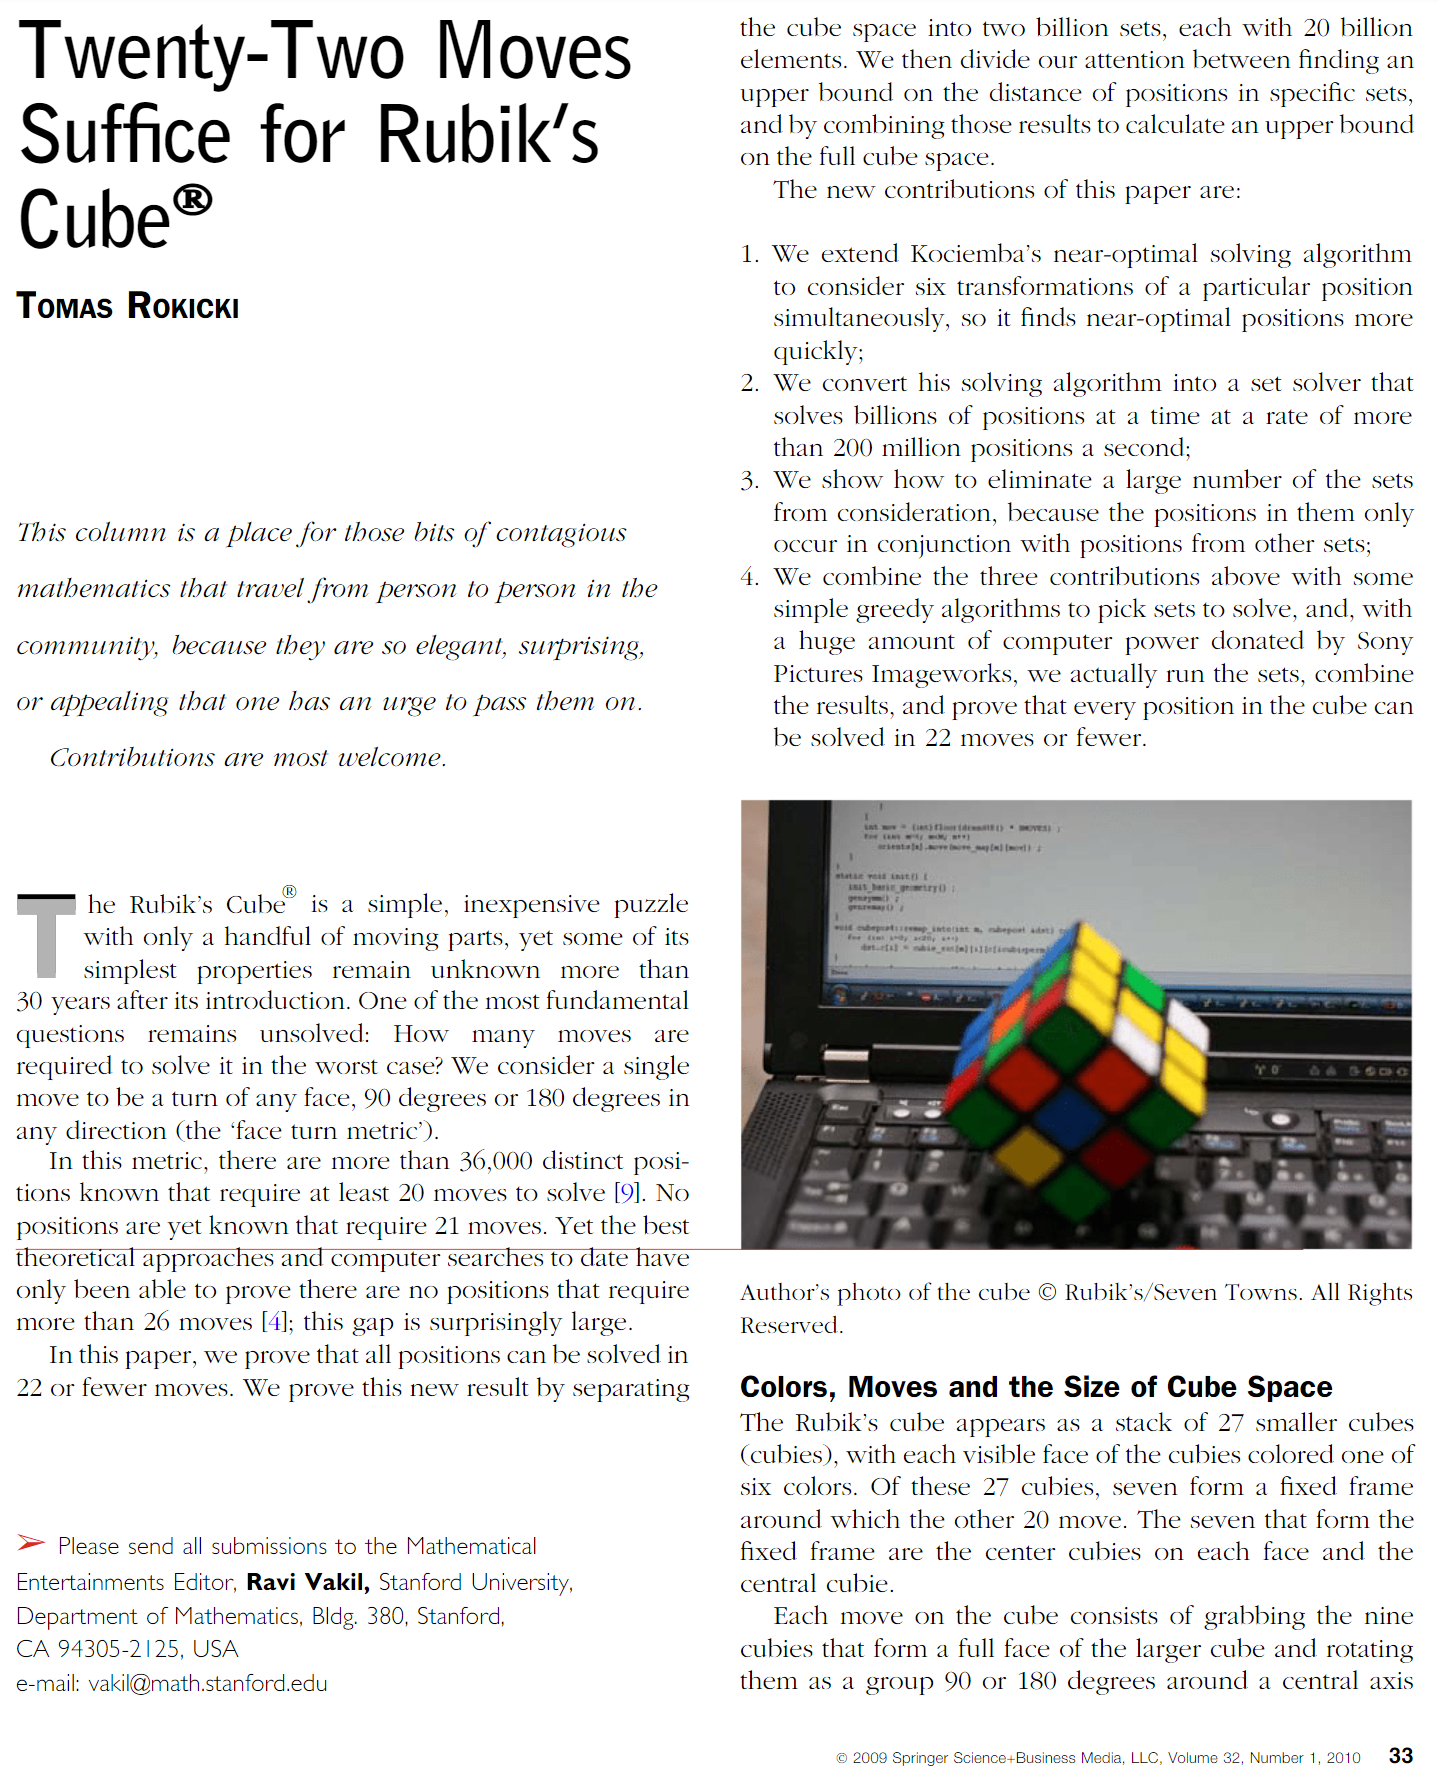 Twenty-Two Moves
Suffice for Rubik's
Cube®
TOMAS ROKICKI
This column is a place for those bits of contagious
mathematics that travel from person to person in the
community, because they are so elegant, surprising,
or appealing that one has an urge to pass them on.
Contributions are most welcome.
The Rubik's Cube® is a simple, inexpensive puzzle
with only a handful of moving parts, yet some of its
simplest properties remain unknown more than
30 years after its introduction. One of the most fundamental
questions remains unsolved: How many moves are
required to solve it in the worst case? We consider a single
move to be a turn of any face, 90 degrees or 180 degrees in
any direction (the 'face turn metric').
In this metric, there are more than 36,000 distinct posi-
tions known that require at least 20 moves to solve [9]. No
positions are yet known that require 21 moves. Yet the best
theoretical approaches and computer searches to date have
only been able to prove there are no positions that require
more than 26 moves [4]; this gap is surprisingly large.
In this paper, we prove that all positions can be solved in
22 or fewer moves. We prove this new result by separating
➢ Please send all submissions to the Mathematical
Entertainments Editor, Ravi Vakil, Stanford University,
Department of Mathematics, Bldg. 380, Stanford,
CA 94305-2125, USA
e-mail: vakil@math.stanford.edu
the cube space into two billion sets, each with 20 billion
elements. We then divide our attention between finding an
upper bound on the distance of positions in specific sets,
and by combining those results to calculate an upper bound
on the full cube space.
The new contributions of this paper are:
1. We extend Kociemba's near-optimal solving algorithm
to consider six transformations of a particular position
simultaneously, so it finds near-optimal positions more
quickly;
2. We convert his solving algorithm into a set solver that
solves billions of positions at a time at a rate of more
than 200 million positions a second;
3. We show how to eliminate a large number of the sets
from consideration, because the positions in them only
occur in conjunction with positions from other sets;
4. We combine the three contributions above with some
simple greedy algorithms to pick sets to solve, and, with
a huge amount of computer power donated by Sony
Pictures Imageworks, we actually run the sets, combine
the results, and prove that every position in the cube can
be solved in 22 moves or fewer.
static void init() {
init_basic_geometry() ;
Author's photo of the cube © Rubik's/Seven Towns. All Rights
Reserved.
Colors, Moves and the Size of Cube Space
The Rubik's cube appears as a stack of 27 smaller cubes
(cubies), with each visible face of the cubies colored one of
six colors. Of these 27 cubies, seven form a fixed frame
around which the other 20 move. The seven that form the
fixed frame are the center cubies on each face and the
central cubie.
Each move on the cube consists of grabbing the nine
cubies that form a full face of the larger cube and rotating
them as a group 90 or 180 degrees around a central axis
© 2009 Springer Science+Business Media, LLC, Volume 32, Number 1, 2010 33